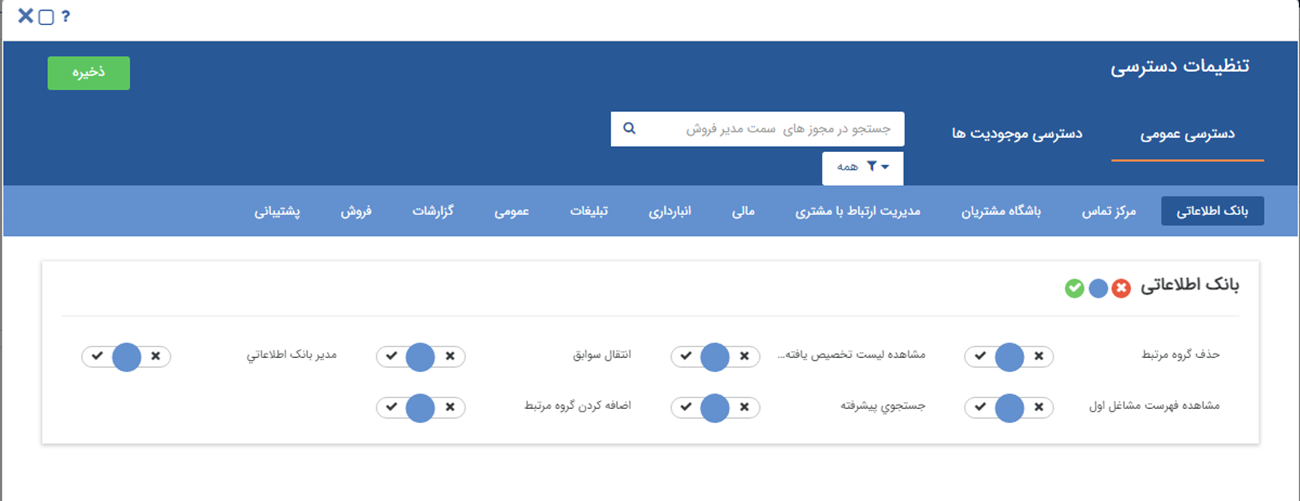 ?
تنظیمات دسترسی
ذخیره
دسترسی عمومی
دسترسی موجودیت ها
جستجو در مجوز های سمت مدیر فروش
همه
بانک اطلاعاتی مرکز تماس باشگاه مشتریان مدیریت ارتباط با مشتری مالی انبارداری تبلیغات عمومی گزارشات فروش پشتیبانی
بانک اطلاعاتی
حذف گروه مرتبط مشاهده لیست تخصیص یافته... انتقال سوابق مدیر بانک اطلاعاتي
مشاهده فهرست مشاغل اول جستجوي پیشرفته اضافه کردن گروه مرتبط